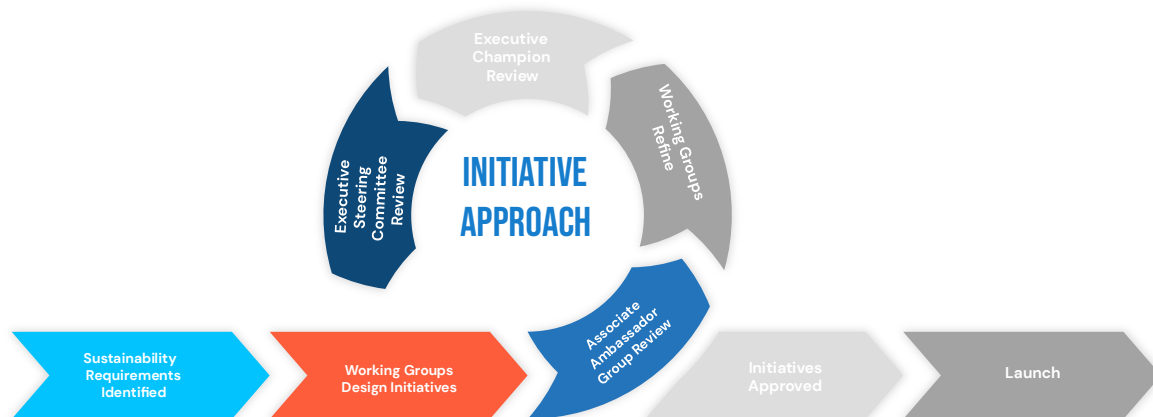 Executive
Champion
Review
Working Groups
Refine
Executive
Steering
Committee
Review
INITIATIVE
APPROACH
Associate
Ambassador
Group Review
Sustainability
Requirements
Identified
Working Groups
Design Initiatives
Initiatives
Approved
Launch